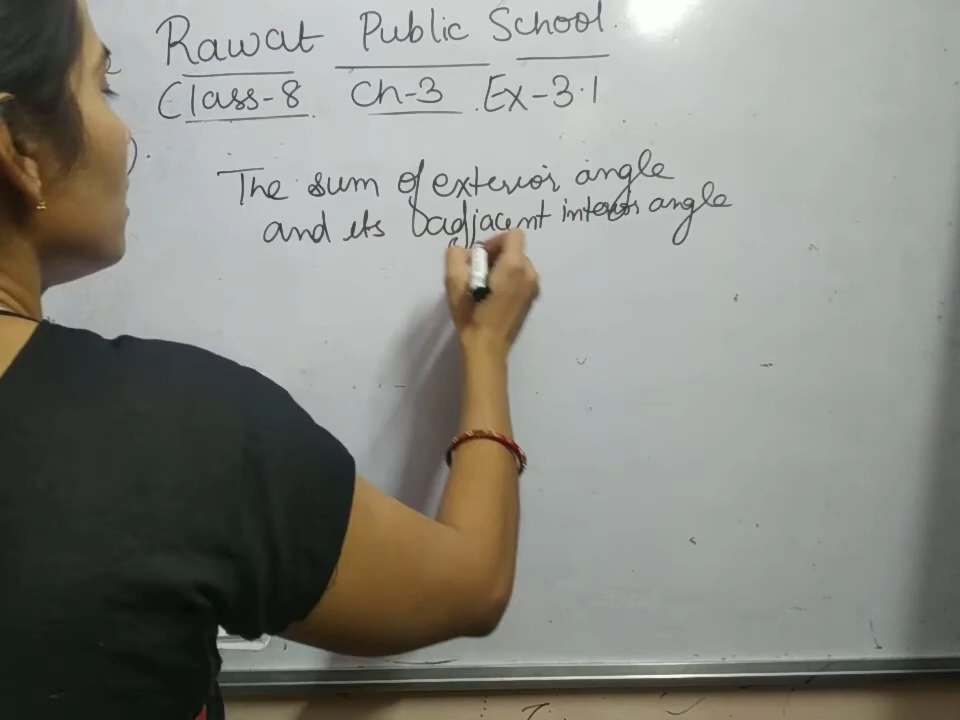 Rawat Public School.
Class-8. Ch-3. Ex-3.1
The sum of exterior angle
and its adjacent interior angle